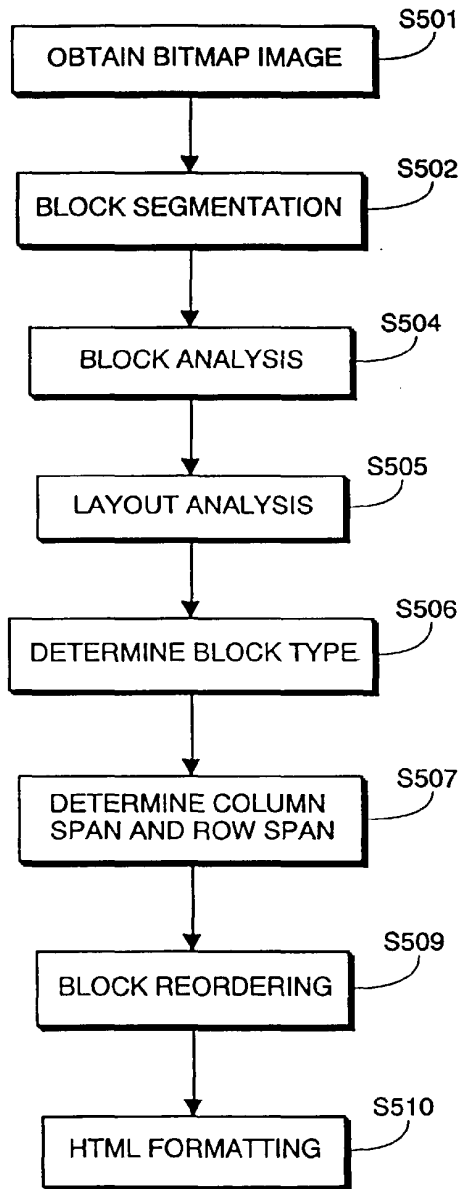 S501
OBTAIN BITMAP IMAGE
S502
BLOCK SEGMENTATION
S504
BLOCK ANALYSIS
S505
LAYOUT ANALYSIS
S506
DETERMINE BLOCK TYPE
S507
DETERMINE COLUMN
SPAN AND ROW SPAN
S509
BLOCK REORDERING
S510
HTML FORMATTING